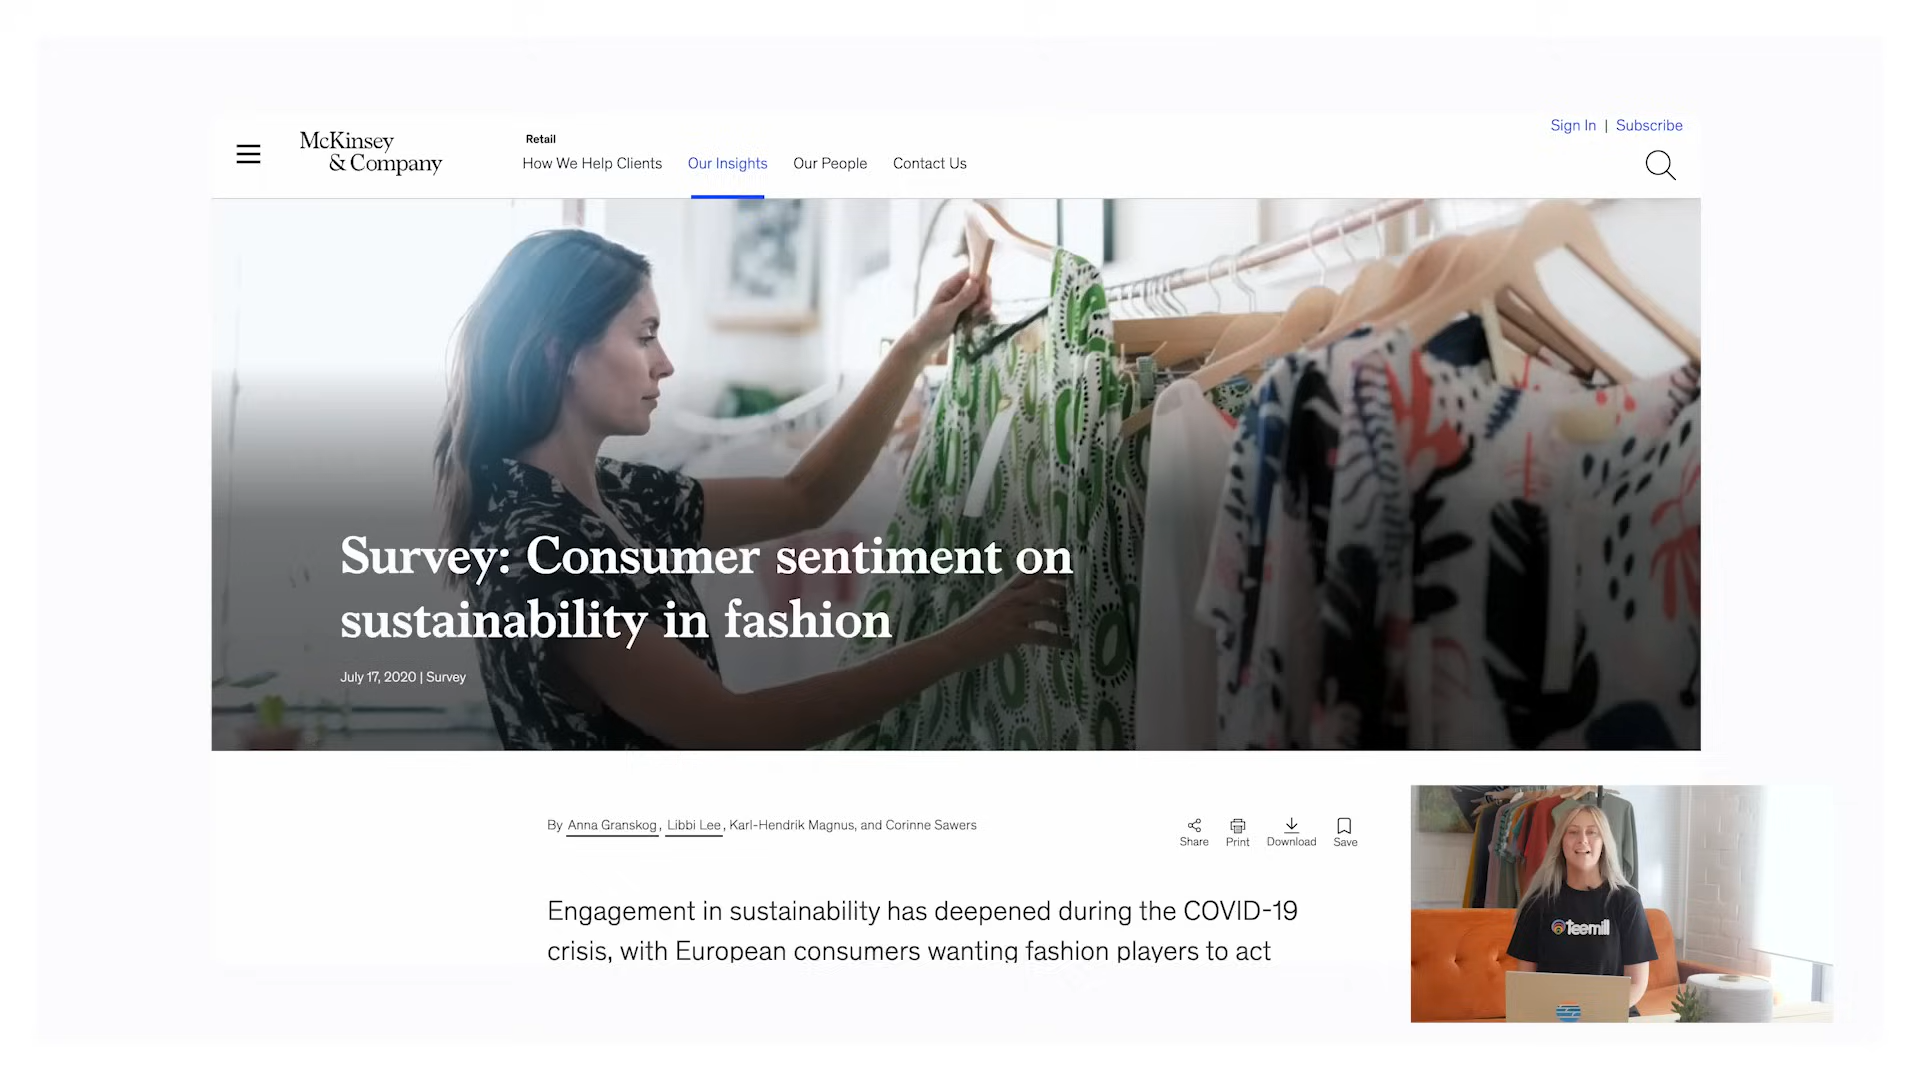 Sign In | Subscribe
McKinsey
& Company
Retail
How We Help Clients Our Insights Our People Contact Us
Survey: Consumer sentiment on
sustainability in fashion
July 17, 2020 | Survey
By Anna Granskog, Libbi Lee, Karl-Hendrik Magnus, and Corinne Sawers
Share Print Download Save
Engagement in sustainability has deepened during the COVID-19
crisis, with European consumers wanting fashion players to act
teemill